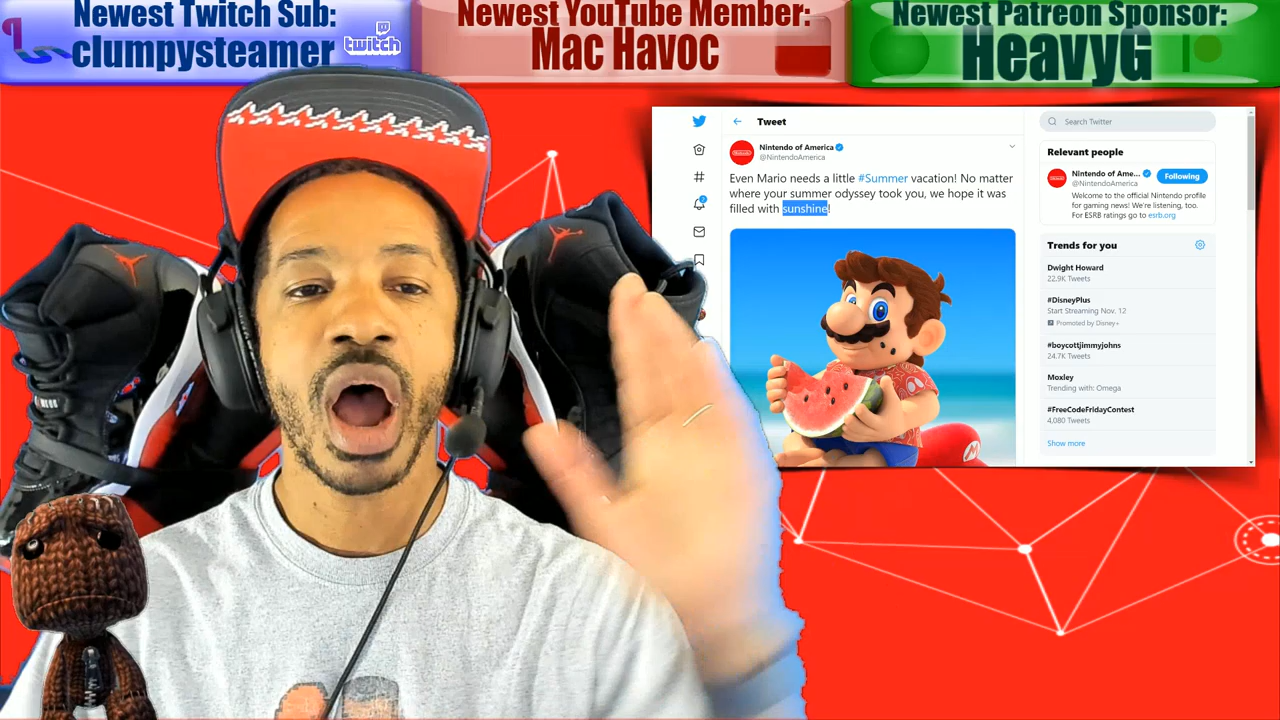 Newest Twitch Sub:
clumpysteamer
twitch
Newest YouTube Member:
Mac Havoc
Newest Patreon Sponsor:
HeavyG
Tweet
Nintendo of America
@NintendoAmerica
Even Mario needs a little #Summer vacation! No matter
where your summer odyssey took you, we hope it was
filled with sunshine!
Search Twitter
Relevant people
Nintendo of Ame...
@NintendoAmerica
Following
Welcome to the official Nintendo profile
for gaming news! We're listening, too.
For ESRB ratings go to esrb.org
Trends for you
Dwight Howard
22.9K Tweets
#DisneyPlus
Start Streaming Nov. 12
Promoted by Disney+
#boycottjimmyjohns
24.7K Tweets
Moxley
Trending with: Omega
#FreeCodeFridayContest
4,080 Tweets
Show more
M